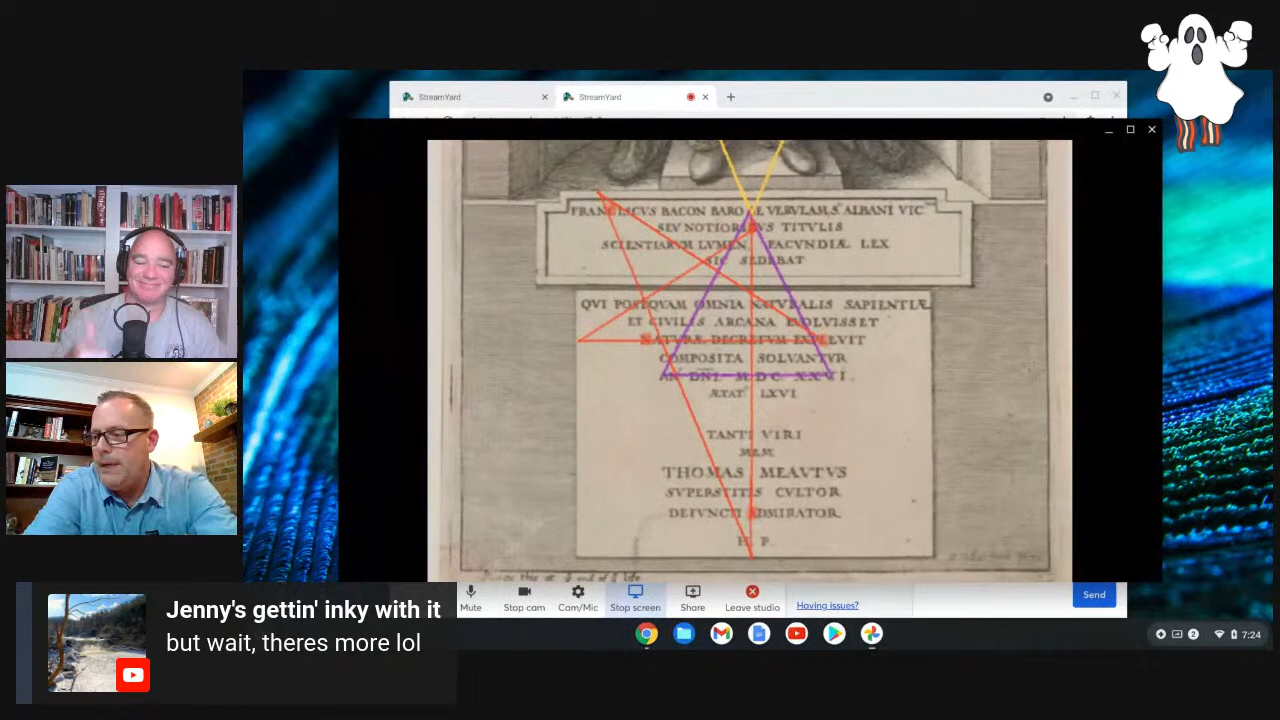 StreamYard
StreamYard
FRANCISCVS BACON BARO VERVLAM, Sᵗⁱ ALBANI VIC
SEV NOTIORIBVS TITVLIS
SCIENTIARVM LVMEN FACVNDIÆ LEX
SIC SEDEBAT
QVI POSTQVAM OMNIA NATVRALIS SAPIENTIÆ
ET CIVILIS ARCANA EVOLVISSET
NATVRÆ DECRETVM EXPLEVIT
COMPOSITA SOLVANTVR
AN. DNI. M.DC.XXVI.
ÆTAT LXVI
TANTI VIRI
MEM
THOMAS MEAVTVS
SVPERSTITIS CVLTOR
DEFVNCTI ADMIRATOR
H. P.
Mute
Stop cam
Cam/Mic
Stop screen
Share
Leave studio
Having issues?
Send
7:24
Jenny's gettin' inky with it
but wait, theres more lol